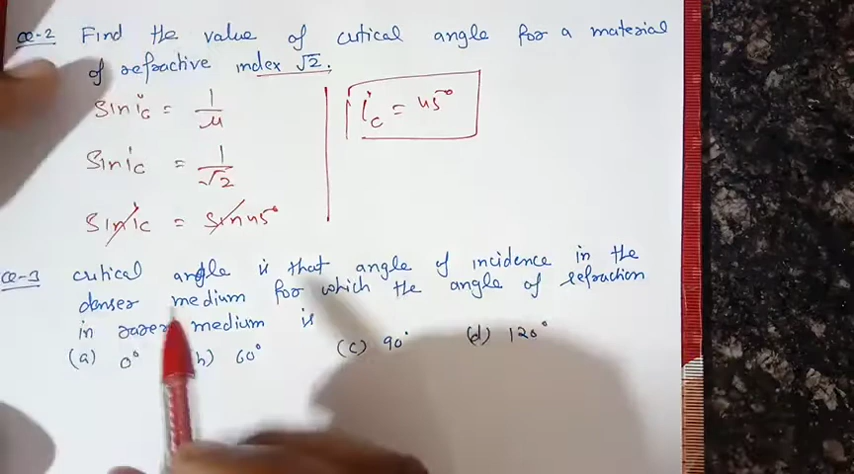 Q-2 Find the value of critical angle for a material
of refractive index √2.
Sin ic = 1/μ
Sin ic = 1/√2
Sin ic = Sin 45°
ic = 45°
Q-3 critical angle is that angle of incidence in the
denser medium for which the angle of refraction
in rarer medium is
(a) 0° (b) 60° (c) 90° (d) 120°